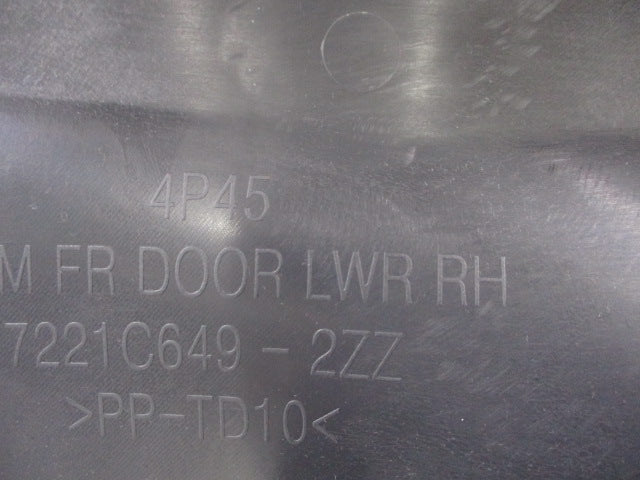 4P45
M FR DOOR LWR RH
7221C649 - 2ZZ
>PP-TD10<